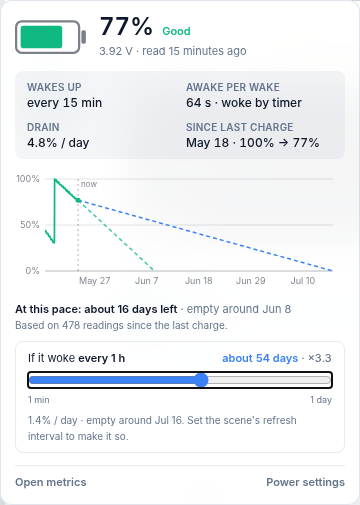 77% Good
3.92 V · read 15 minutes ago
WAKES UP
every 15 min
AWAKE PER WAKE
64 s · woke by timer
DRAIN
4.8% / day
SINCE LAST CHARGE
May 18 · 100% → 77%
100%
now
50%
0%
May 27 Jun 7 Jun 18 Jun 29 Jul 10
At this pace: about 16 days left · empty around Jun 8
Based on 478 readings since the last charge.
If it woke every 1 h about 54 days · ×3.3
1 min 1 day
1.4% / day · empty around Jul 16. Set the scene's refresh
interval to make it so.
Open metrics Power settings